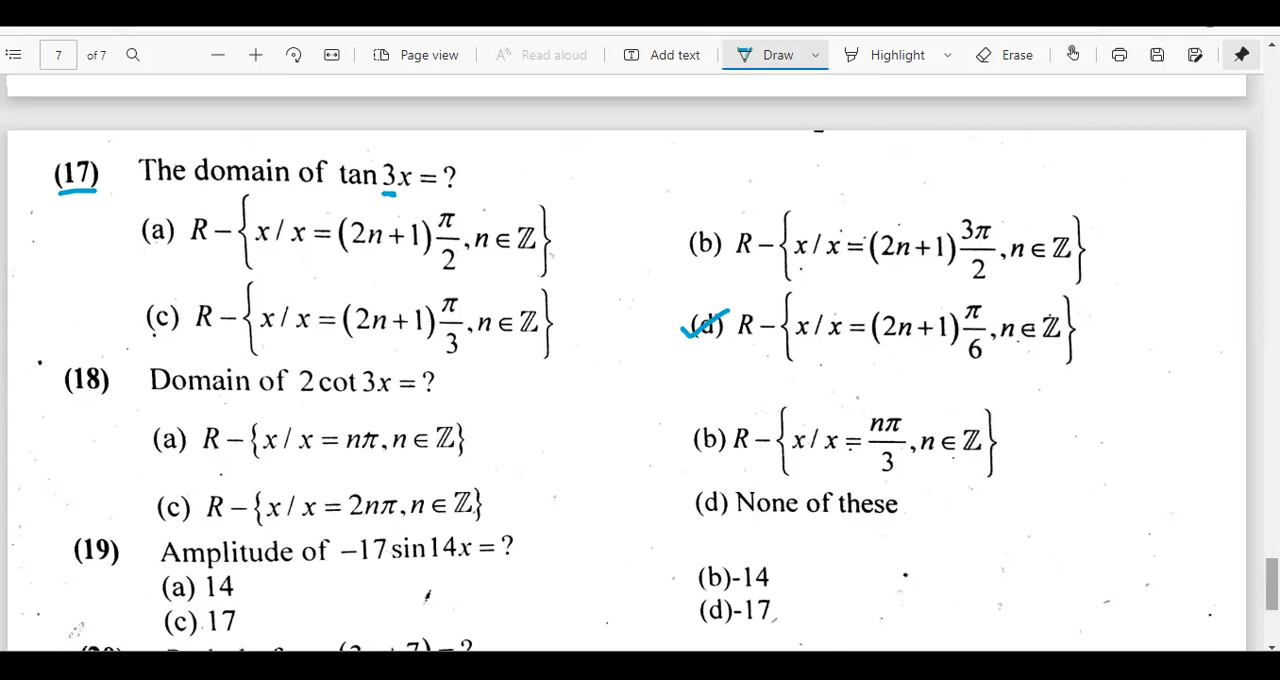 7 of 7 Page view Read aloud Add text Draw Highlight Erase
(17) The domain of tan 3x = ?
(a) R − { x / x = (2n+1) π/2 , n ∈ ℤ }
(b) R − { x / x = (2n+1) 3π/2 , n ∈ ℤ }
(c) R − { x / x = (2n+1) π/3 , n ∈ ℤ }
(d) R − { x / x = (2n+1) π/6 , n ∈ ℤ }
(18) Domain of 2 cot 3x = ?
(a) R − {x / x = nπ, n ∈ ℤ}
(b) R − { x / x = nπ/3 , n ∈ ℤ }
(c) R − {x / x = 2nπ, n ∈ ℤ}
(d) None of these
(19) Amplitude of −17 sin 14x = ?
(a) 14
(b)-14
(c) 17
(d)-17